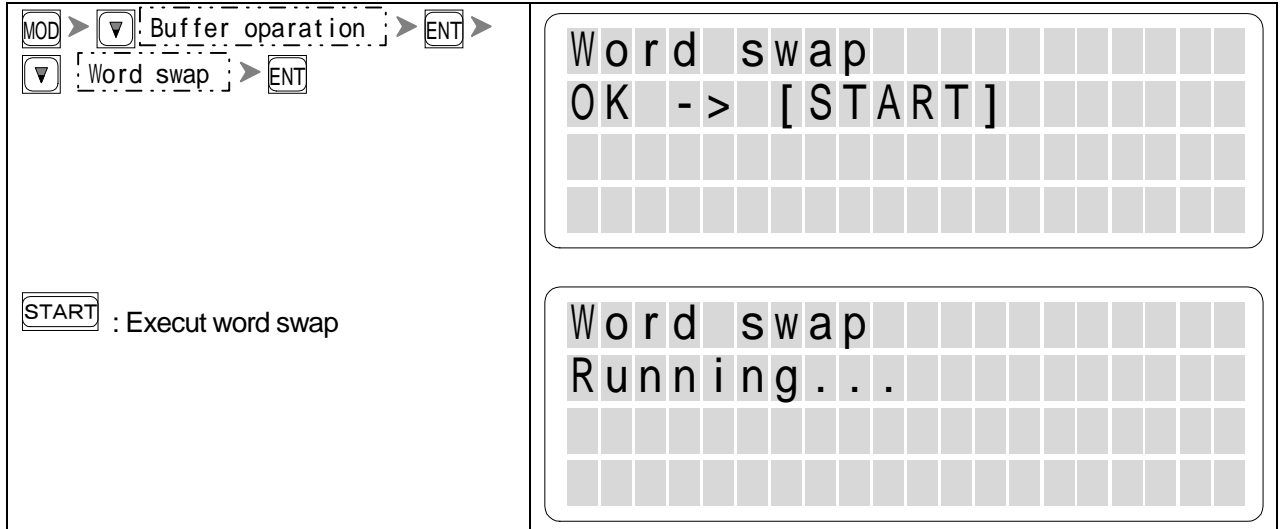 MOD > ▼ Buffer oparation > ENT >
▼ Word swap > ENT
Word swap
OK -> [START]
START : Execut word swap
Word swap
Running...